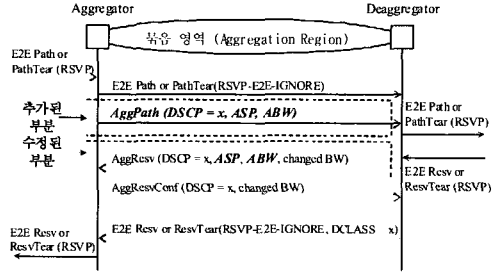 Aggregator
Deaggregator
묶음 영역 (Aggregation Region)
E2E Path or
PathTear (RSVP)
E2E Path or PathTear(RSVP-E2E-IGNORE)
추가된
부분
AggPath (DSCP = x, ASP, ABW)
E2E Path or
PathTear (RSVP)
수정된
부분
AggResv (DSCP = x, ASP, ABW, changed BW)
E2E Resv or
ResvTear (RSVP)
AggResvConf (DSCP = x, changed BW)
E2E Resv or ResvTear(RSVP-E2E-IGNORE, DCLASS x)
E2E Resv or
ResvTear (RSVP)